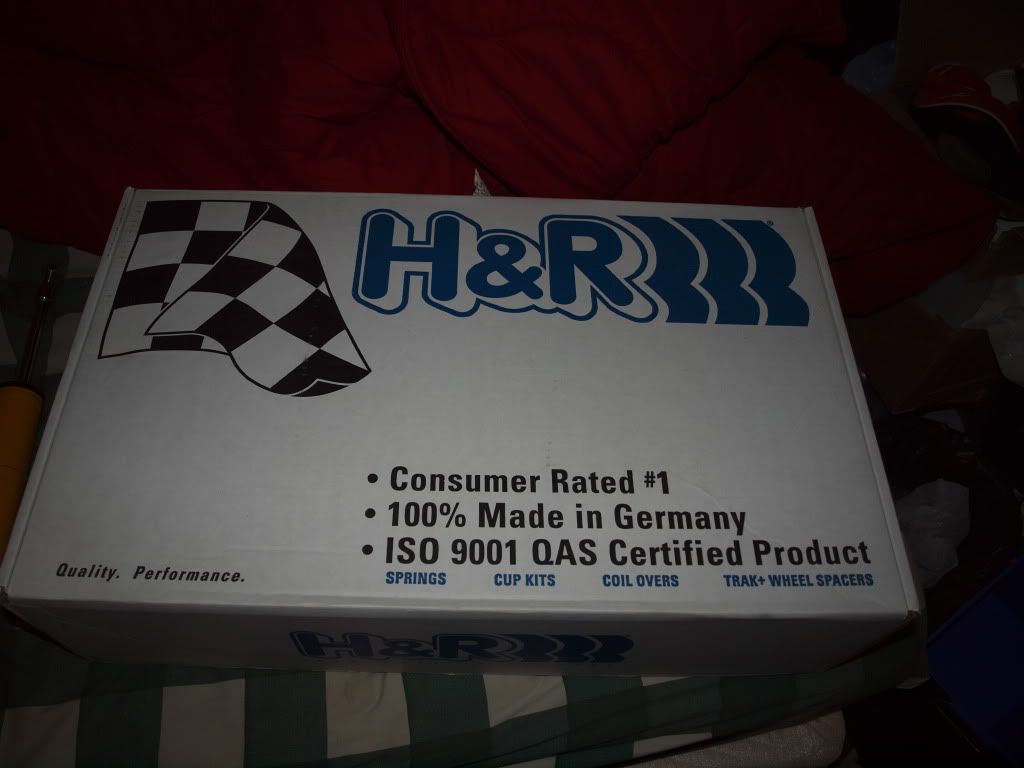 H&R®
• Consumer Rated #1
• 100% Made in Germany
• ISO 9001 QAS Certified Product
Quality. Performance.
SPRINGS CUP KITS COIL OVERS TRAK+ WHEEL SPACERS
H&R